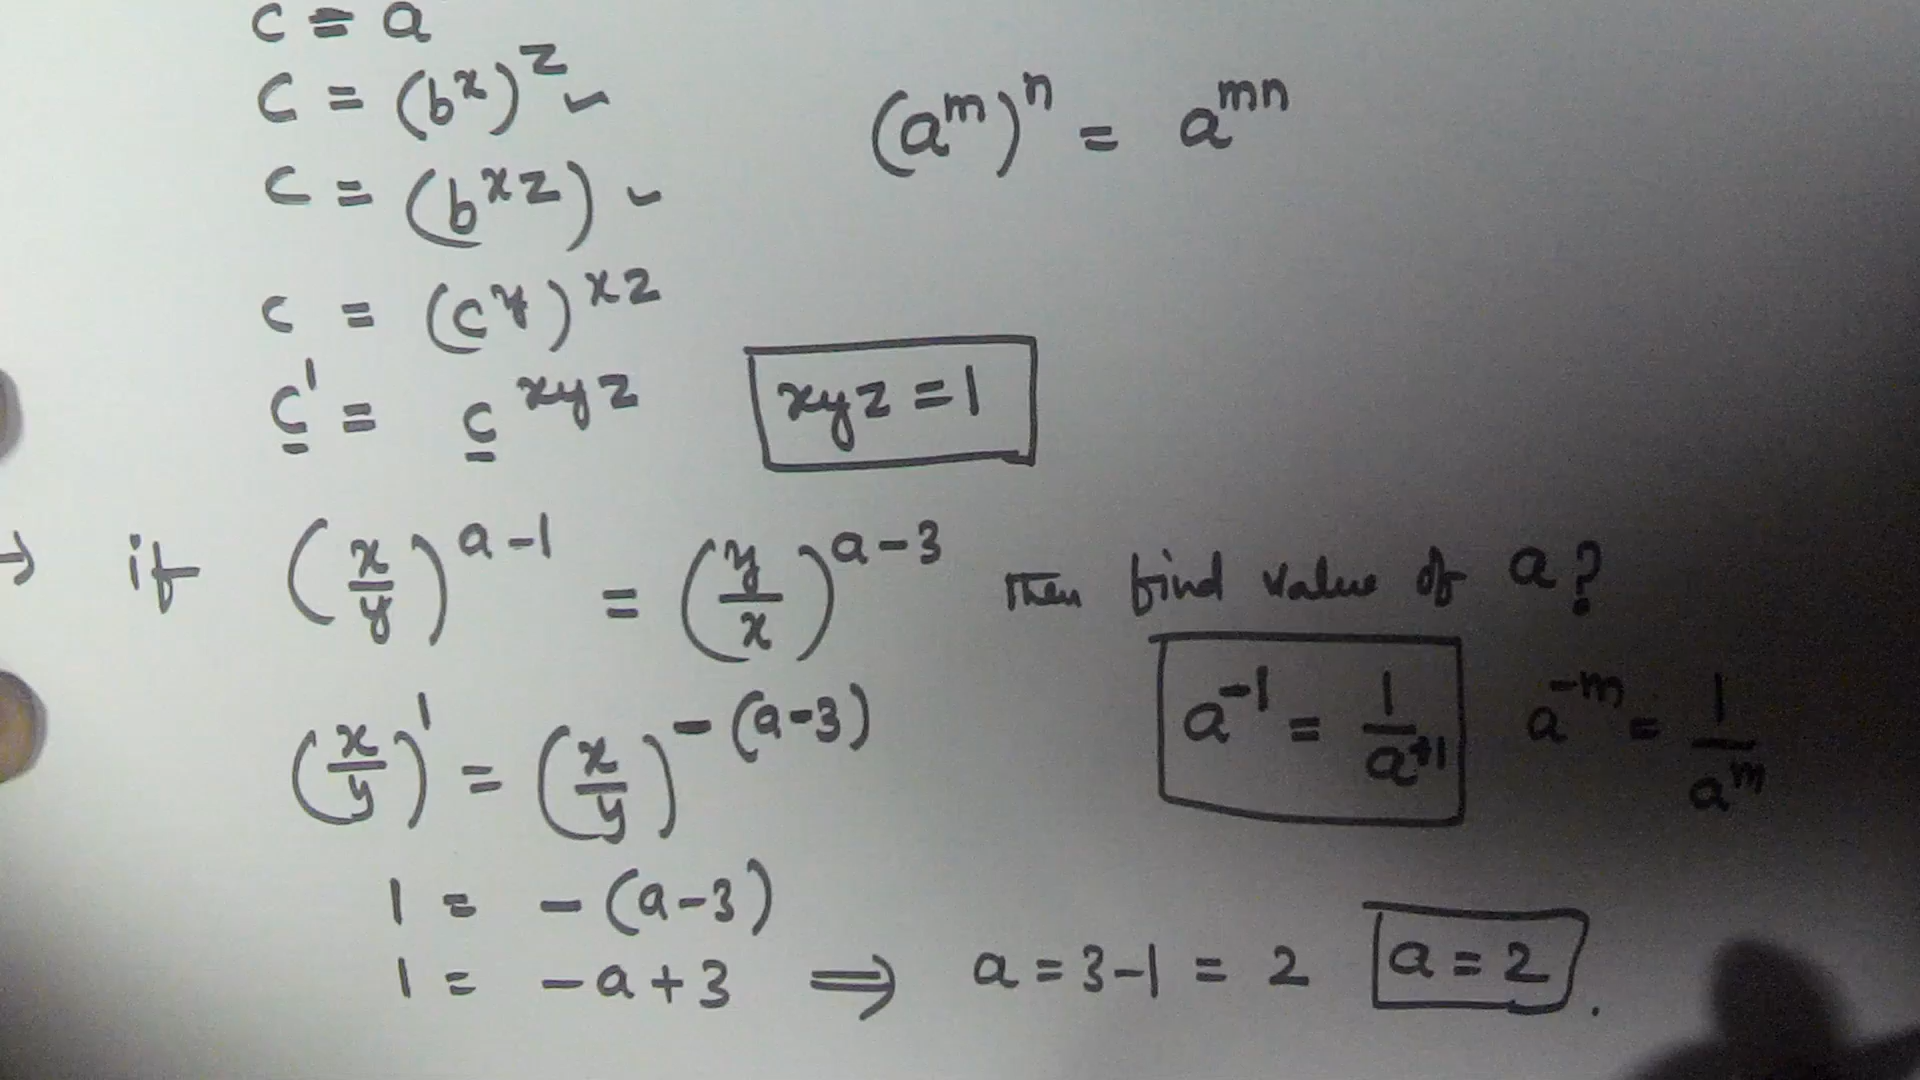 c = a
c = (b^x)^z ✓
(a^m)^n = a^{mn}
c = (b^{xz}) ✓
c = (c^y)^{xz}
c^1 = c^{xyz}
xyz = 1
→ if (x/y)^{a-1} = (y/x)^{a-3} then find value of a?
(x/y)^1 = (x/y)^{-(a-3)}
a^{-1} = 1/a^{+1}
a^{-m} = 1/a^m
1 = -(a-3)
1 = -a+3 ⟹ a = 3-1 = 2
a = 2.